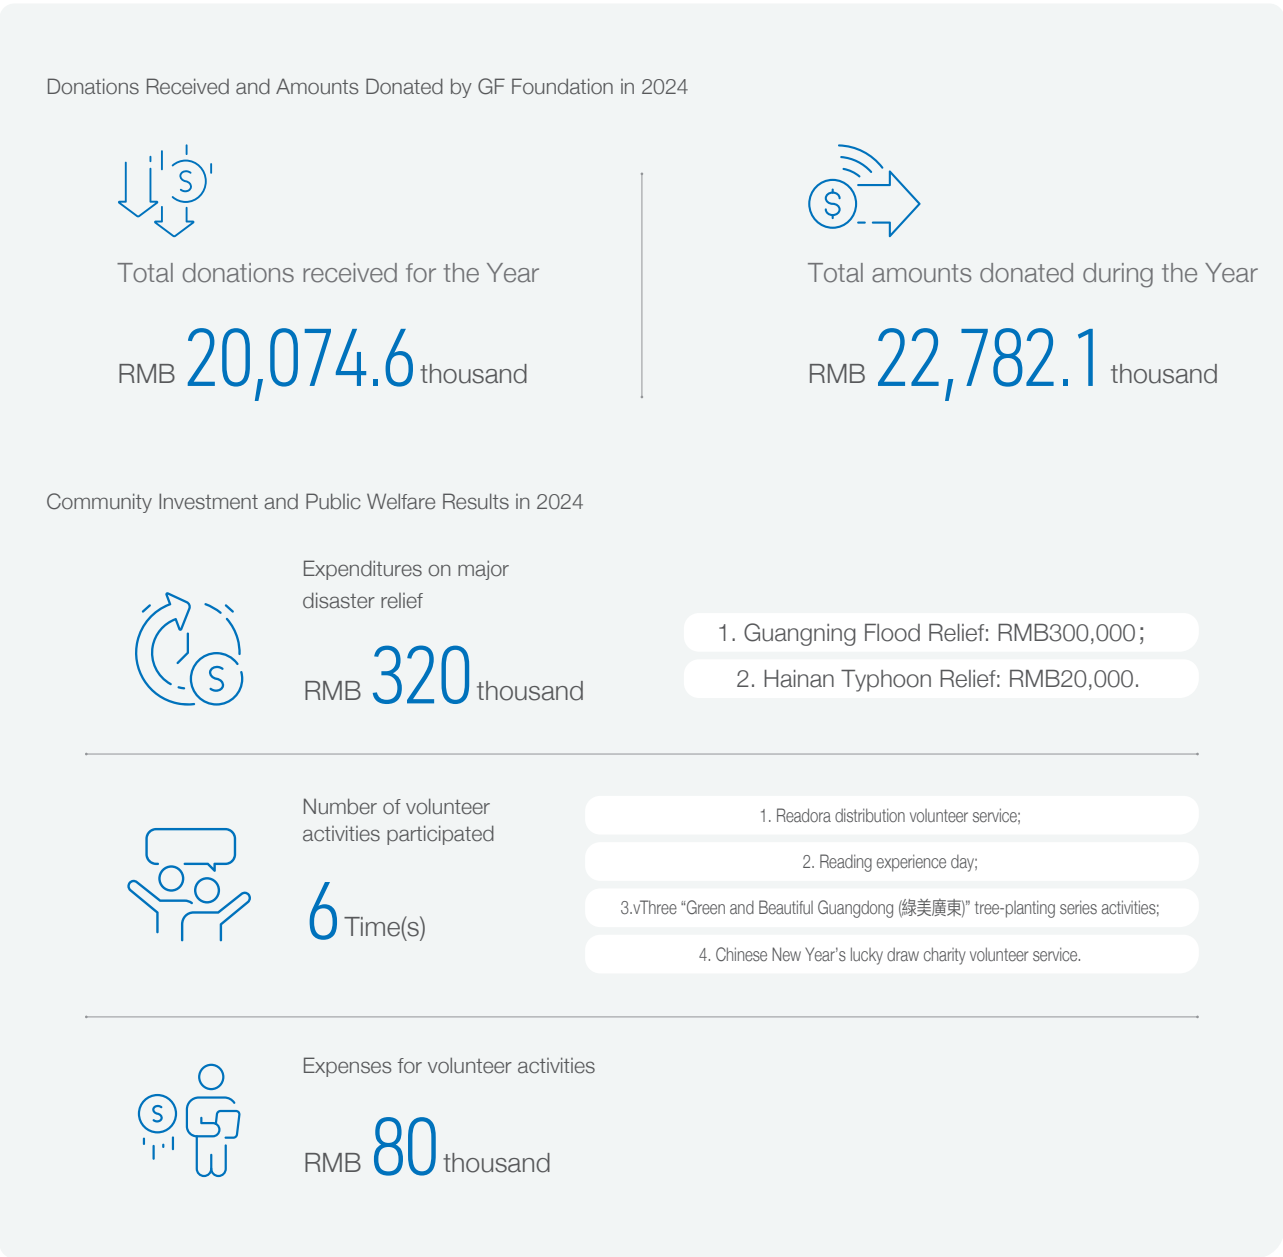 Donations Received and Amounts Donated by GF Foundation in 2024
Total donations received for the Year
RMB 20,074.6 thousand
Total amounts donated during the Year
RMB 22,782.1 thousand
Community Investment and Public Welfare Results in 2024
Expenditures on major
disaster relief
RMB 320 thousand
1. Guangning Flood Relief: RMB300,000；
2. Hainan Typhoon Relief: RMB20,000.
Number of volunteer
activities participated
6 Time(s)
1. Readora distribution volunteer service;
2. Reading experience day;
3.vThree “Green and Beautiful Guangdong (綠美廣東)” tree-planting series activities;
4. Chinese New Year’s lucky draw charity volunteer service.
Expenses for volunteer activities
RMB 80 thousand